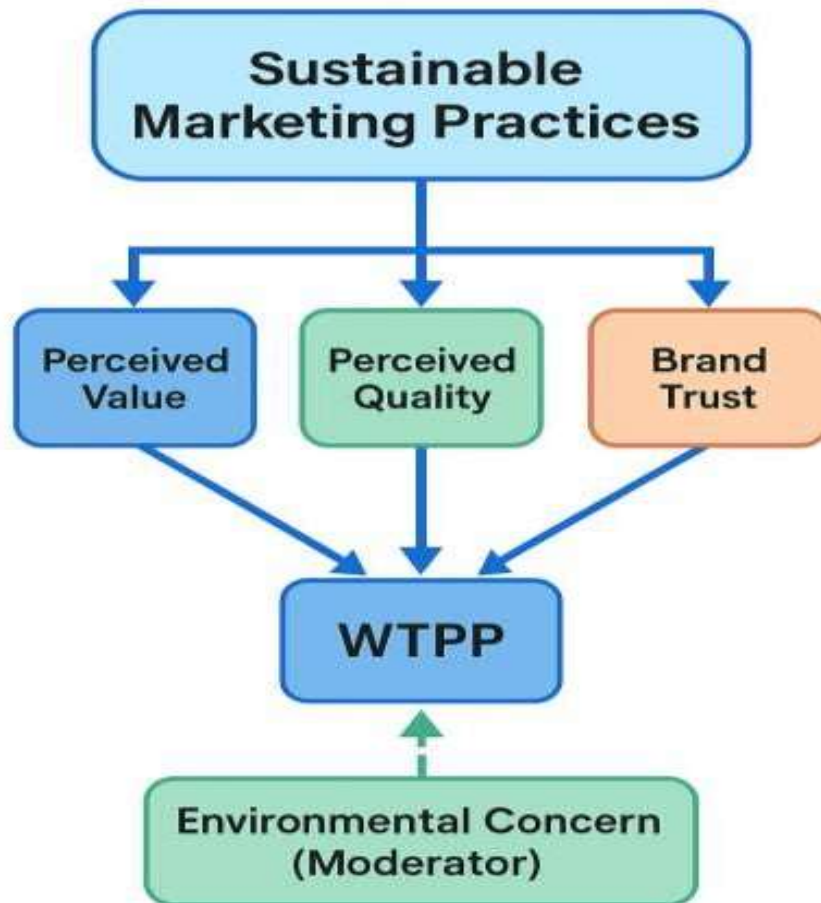 Sustainable
Marketing Practices
Perceived
Value
Perceived
Quality
Brand
Trust
WTPP
Environmental Concern
(Moderator)